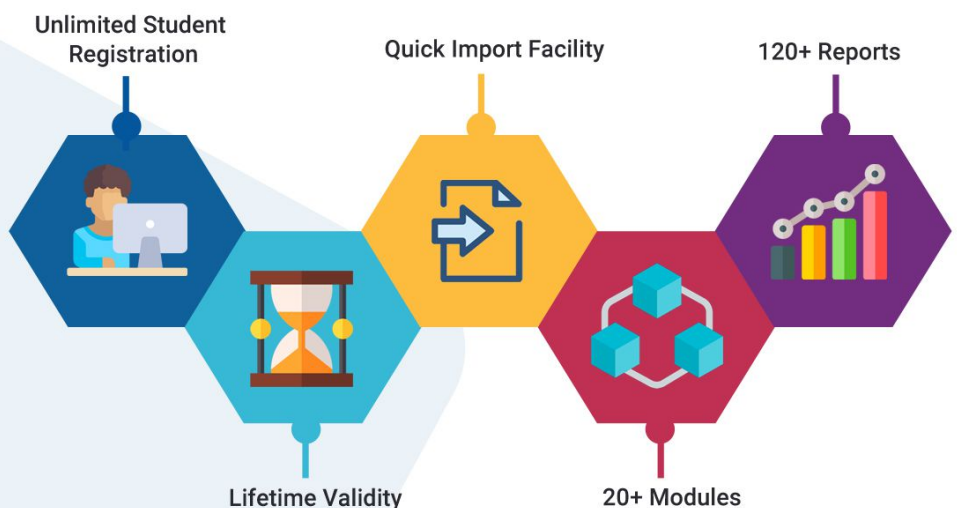 Unlimited Student
Registration
Quick Import Facility
120+ Reports
Lifetime Validity
20+ Modules